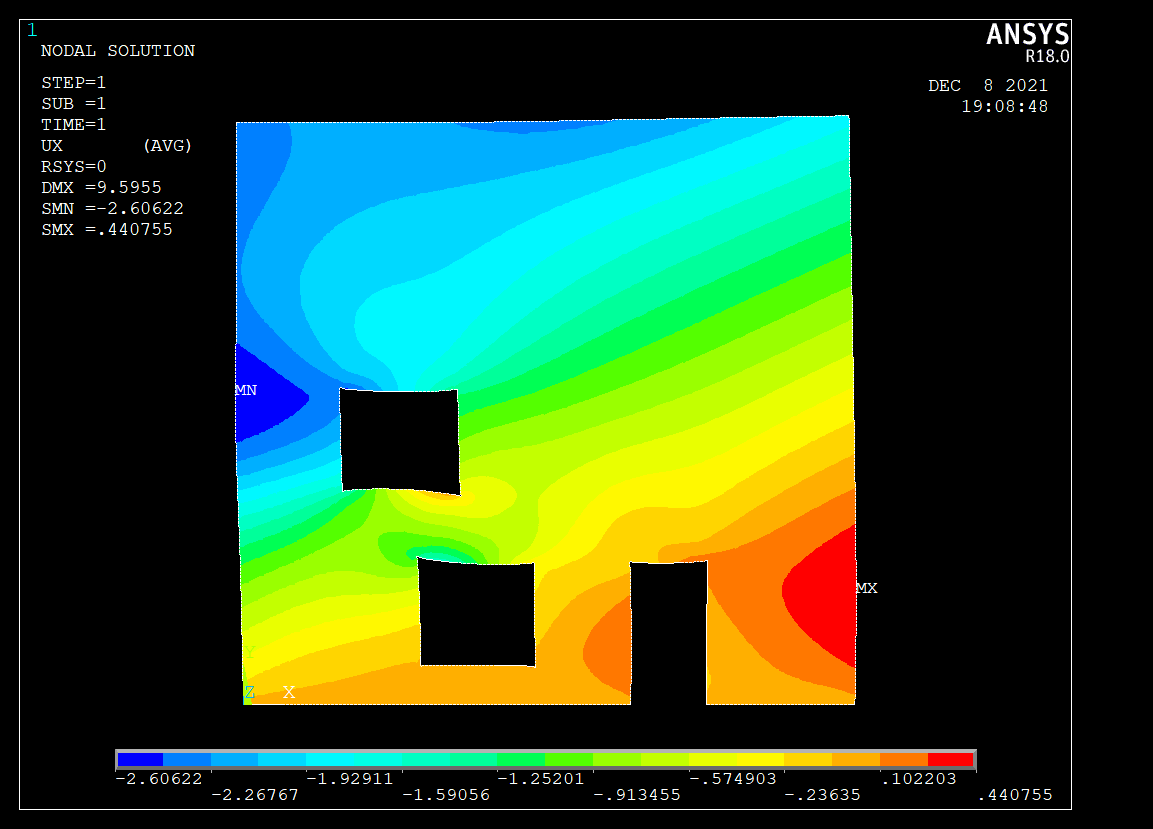 1
ANSYS
R18.0
NODAL SOLUTION
STEP=1
SUB =1
TIME=1
UX (AVG)
RSYS=0
DMX =9.5955
SMN =-2.60622
SMX =.440755
DEC 8 2021
19:08:48
MN
MX
Y
Z X
-2.60622 -1.92911 -1.25201 -.574903 .102203
-2.26767 -1.59056 -.913455 -.23635 .440755